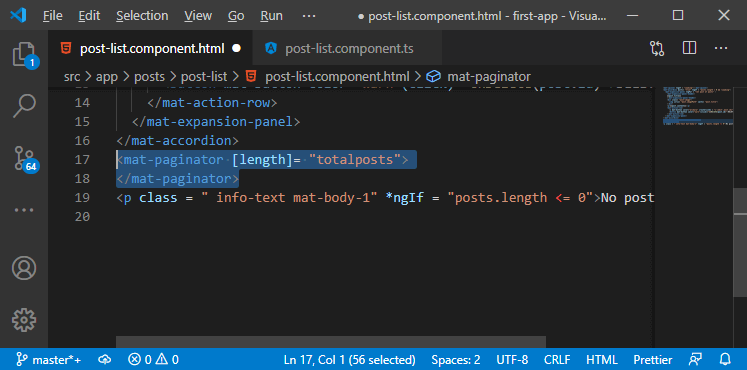 File Edit Selection View Go Run ... ● post-list.component.html - first-app - Visua...
post-list.component.html ● post-list.component.ts ...
src > app > posts > post-list > post-list.component.html > mat-paginator
14 </mat-action-row>
15 </mat-expansion-panel>
16 </mat-accordion>
17 <mat-paginator [length]= "totalposts">
18 </mat-paginator>
19 <p class = " info-text mat-body-1" *ngIf = "posts.length <= 0">No post
20
1
64
master*+ 0 0 Ln 17, Col 1 (56 selected) Spaces: 2 UTF-8 CRLF HTML Prettier